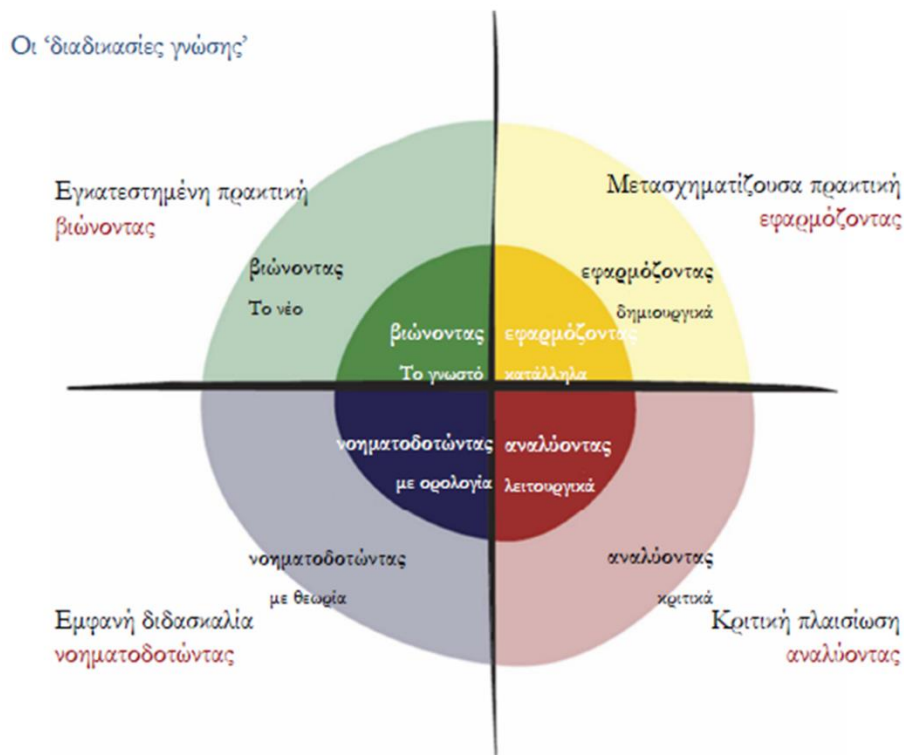 Οι ‘διαδικασίες γνώσης’
Εγκατεστημένη πρακτική
βιώνοντας
Μετασχηματίζουσα πρακτική
εφαρμόζοντας
βιώνοντας
Το νέο
εφαρμόζοντας
δημιουργικά
βιώνοντας
Το γνωστό
εφαρμόζοντας
κατάλληλα
νοηματοδοτώντας
με ορολογία
αναλύοντας
λειτουργικά
νοηματοδοτώντας
με θεωρία
αναλύοντας
κριτικά
Εμφανή διδασκαλία
νοηματοδοτώντας
Κριτική πλαισίωση
αναλύοντας